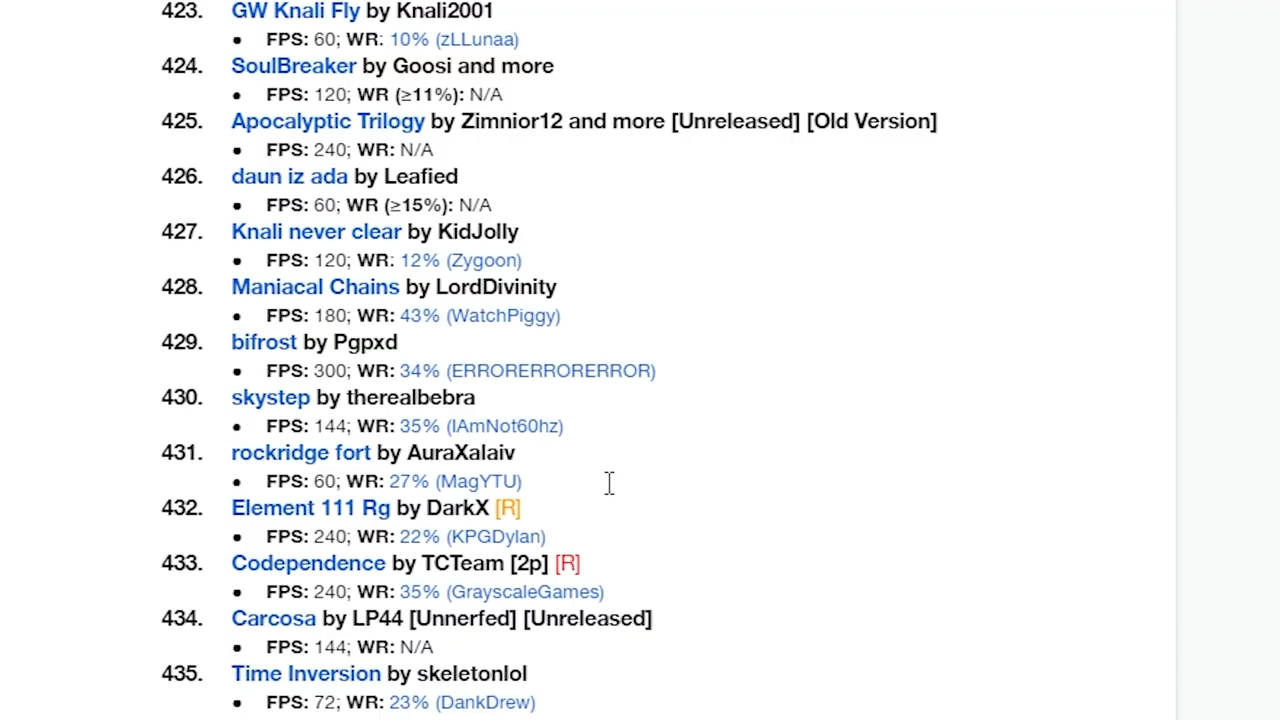 423. GW Knali Fly by Knali2001
• FPS: 60; WR: 10% (zLLunaa)
424. SoulBreaker by Goosi and more
• FPS: 120; WR (≥11%): N/A
425. Apocalyptic Trilogy by Zimnior12 and more [Unreleased] [Old Version]
• FPS: 240; WR: N/A
426. daun iz ada by Leafied
• FPS: 60; WR (≥15%): N/A
427. Knali never clear by KidJolly
• FPS: 120; WR: 12% (Zygoon)
428. Maniacal Chains by LordDivinity
• FPS: 180; WR: 43% (WatchPiggy)
429. bifrost by Pgpxd
• FPS: 300; WR: 34% (ERRORERRORERROR)
430. skystep by therealbebra
• FPS: 144; WR: 35% (IAmNot60hz)
431. rockridge fort by AuraXalaiv
• FPS: 60; WR: 27% (MagYTU)
432. Element 111 Rg by DarkX [R]
• FPS: 240; WR: 22% (KPGDylan)
433. Codependence by TCTeam [2p] [R]
• FPS: 240; WR: 35% (GrayscaleGames)
434. Carcosa by LP44 [Unnerfed] [Unreleased]
• FPS: 144; WR: N/A
435. Time Inversion by skeletonlol
• FPS: 72; WR: 23% (DankDrew)